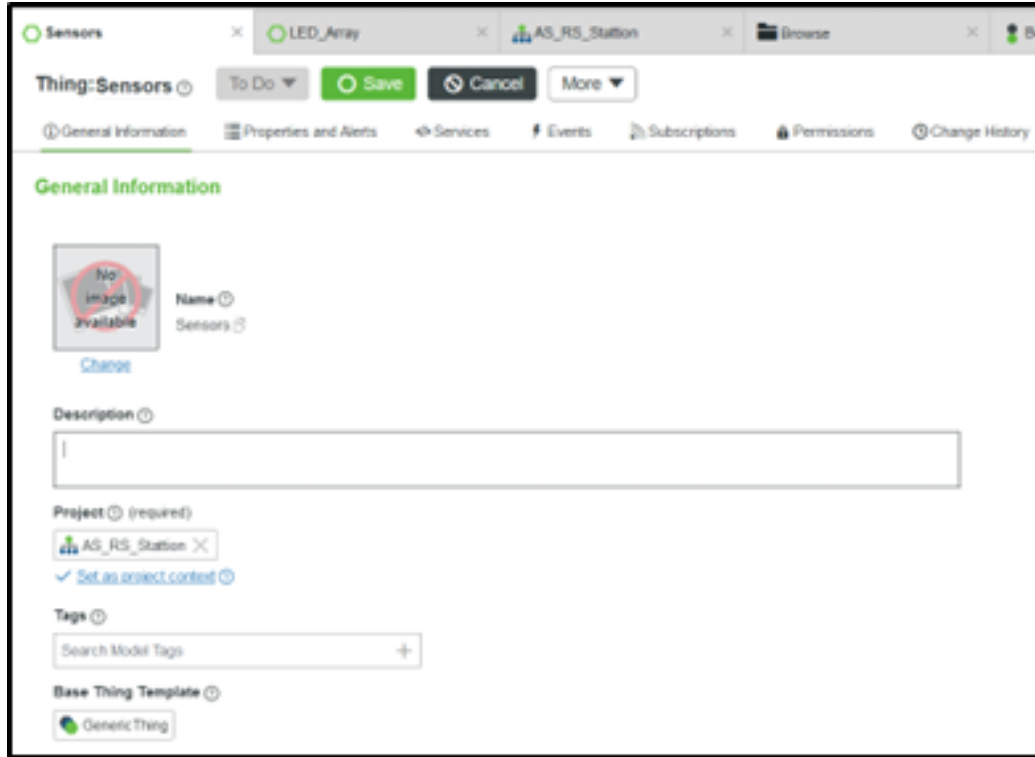 Sensors LED_Array AS_RS_Station Browse
Thing:Sensors To Do Save Cancel More
General Information Properties and Alerts Services Events Subscriptions Permissions Change History
General Information
No
image
available
Name
Sensors
Change
Description
Project (required)
AS_RS_Station
Set as project context
Tags
Search Model Tags
Base Thing Template
GenericThing